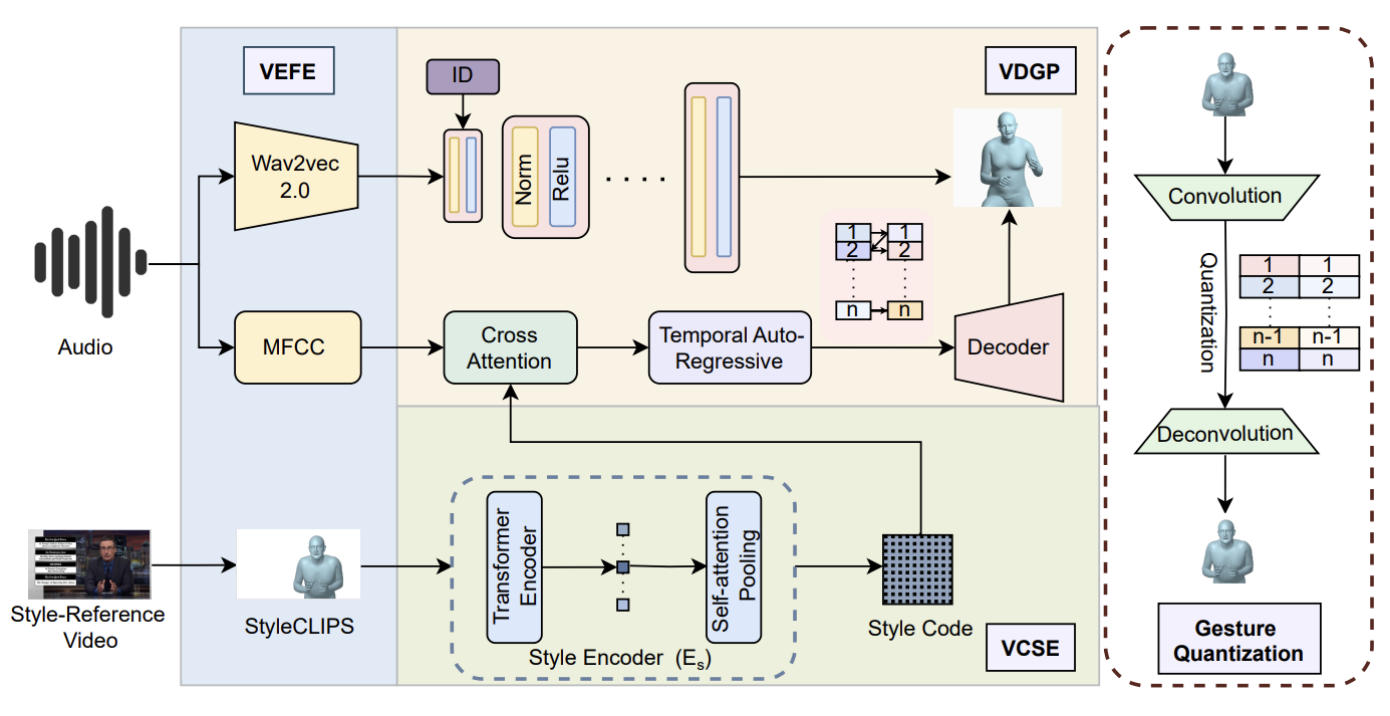 VEFE
ID
VDGP
Wav2vec
2.0
Norm
Relu
1 1
2 2
n n
Audio
MFCC
Cross
Attention
Temporal Auto-
Regressive
Decoder
Style-Reference
Video
StyleCLIPS
Transformer
Encoder
Self-attention
Pooling
Style Encoder (Es)
Style Code
VCSE
Convolution
Quantization
1 1
2 2
n-1 n-1
n n
Deconvolution
Gesture
Quantization